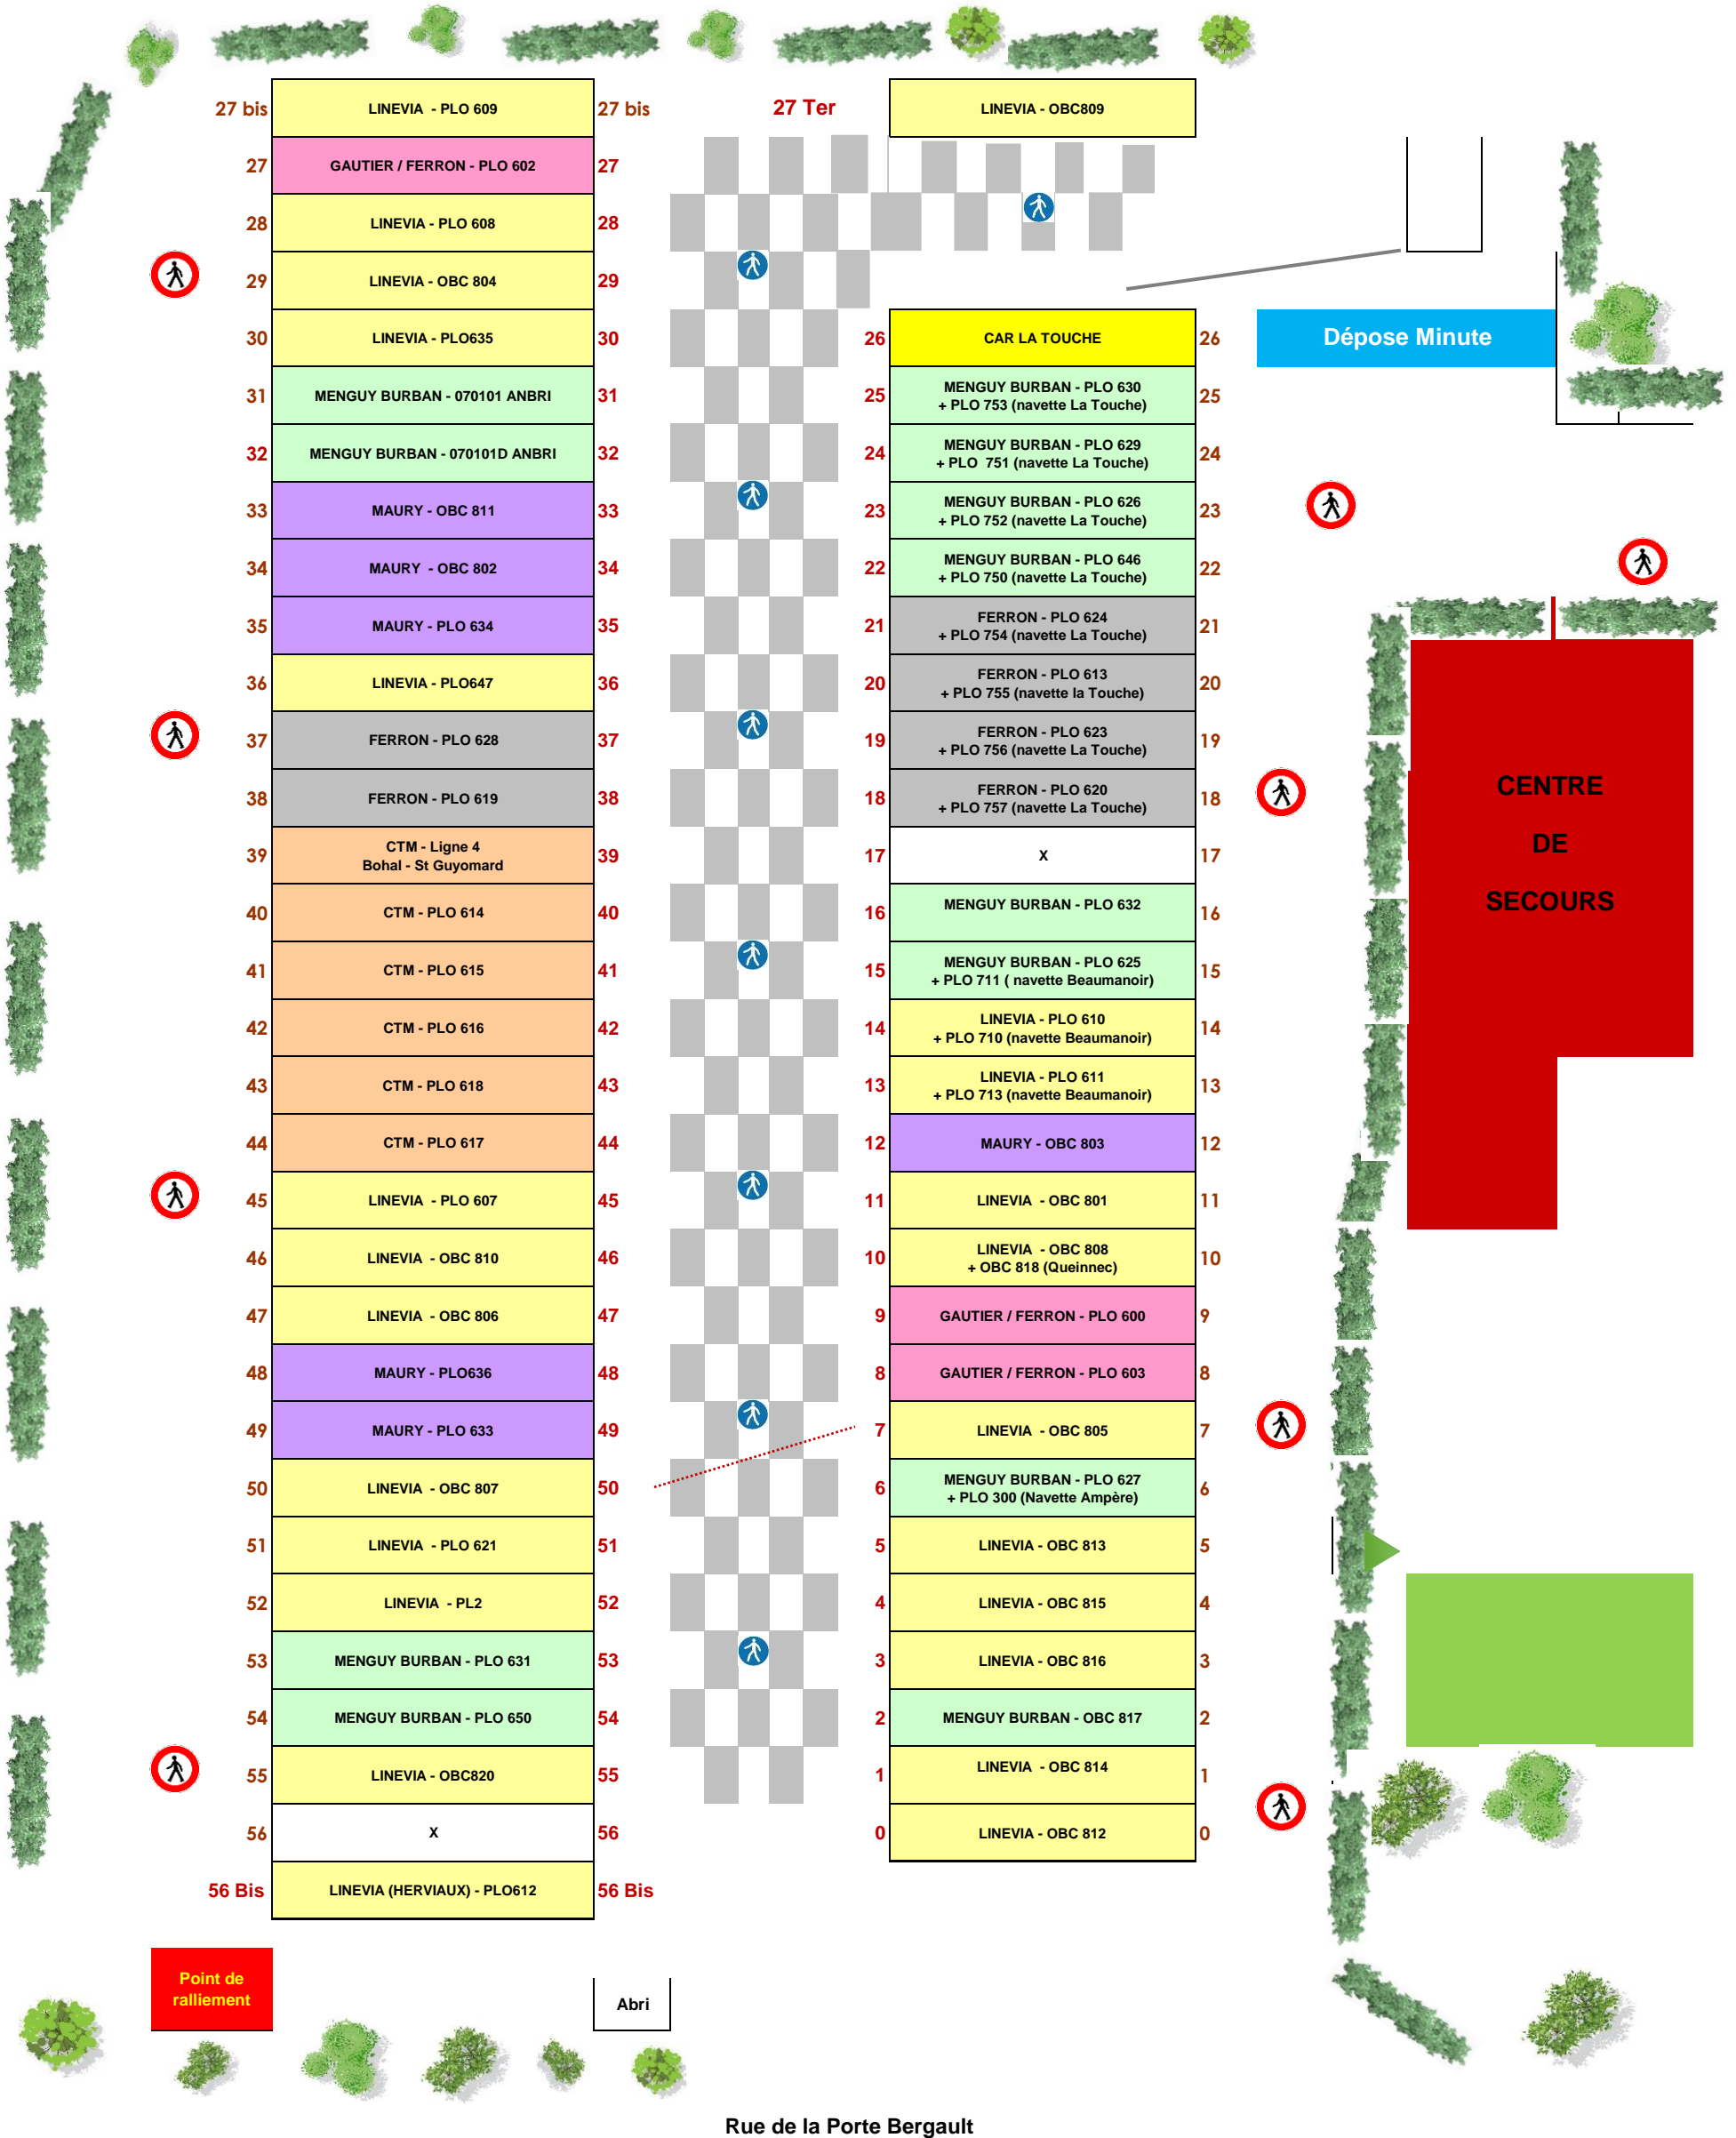 27 bis LINEVIA - PLO 609 27 bis
27 Ter LINEVIA - OBC809
27 GAUTIER / FERRON - PLO 602 27
28 LINEVIA - PLO 608 28
29 LINEVIA - OBC 804 29
30 LINEVIA - PLO635 30
31 MENGUY BURBAN - 070101 ANBRI 31
32 MENGUY BURBAN - 070101D ANBRI 32
33 MAURY - OBC 811 33
34 MAURY - OBC 802 34
35 MAURY - PLO 634 35
36 LINEVIA - PLO647 36
37 FERRON - PLO 628 37
38 FERRON - PLO 619 38
39 CTM - Ligne 4
Bohal - St Guyomard 39
40 CTM - PLO 614 40
41 CTM - PLO 615 41
42 CTM - PLO 616 42
43 CTM - PLO 618 43
44 CTM - PLO 617 44
45 LINEVIA - PLO 607 45
46 LINEVIA - OBC 810 46
47 LINEVIA - OBC 806 47
48 MAURY - PLO636 48
49 MAURY - PLO 633 49
50 LINEVIA - OBC 807 50
51 LINEVIA - PLO 621 51
52 LINEVIA - PL2 52
53 MENGUY BURBAN - PLO 631 53
54 MENGUY BURBAN - PLO 650 54
55 LINEVIA - OBC820 55
56 X 56
56 Bis LINEVIA (HERVIAUX) - PLO612 56 Bis
26 CAR LA TOUCHE 26
25 MENGUY BURBAN - PLO 630
+ PLO 753 (navette La Touche) 25
24 MENGUY BURBAN - PLO 629
+ PLO 751 (navette La Touche) 24
23 MENGUY BURBAN - PLO 626
+ PLO 752 (navette La Touche) 23
22 MENGUY BURBAN - PLO 646
+ PLO 750 (navette La Touche) 22
21 FERRON - PLO 624
+ PLO 754 (navette La Touche) 21
20 FERRON - PLO 613
+ PLO 755 (navette la Touche) 20
19 FERRON - PLO 623
+ PLO 756 (navette La Touche) 19
18 FERRON - PLO 620
+ PLO 757 (navette La Touche) 18
17 X 17
16 MENGUY BURBAN - PLO 632 16
15 MENGUY BURBAN - PLO 625
+ PLO 711 ( navette Beaumanoir) 15
14 LINEVIA - PLO 610
+ PLO 710 (navette Beaumanoir) 14
13 LINEVIA - PLO 611
+ PLO 713 (navette Beaumanoir) 13
12 MAURY - OBC 803 12
11 LINEVIA - OBC 801 11
10 LINEVIA - OBC 808
+ OBC 818 (Queinnec) 10
9 GAUTIER / FERRON - PLO 600 9
8 GAUTIER / FERRON - PLO 603 8
7 LINEVIA - OBC 805 7
6 MENGUY BURBAN - PLO 627
+ PLO 300 (Navette Ampère) 6
5 LINEVIA - OBC 813 5
4 LINEVIA - OBC 815 4
3 LINEVIA - OBC 816 3
2 MENGUY BURBAN - OBC 817 2
1 LINEVIA - OBC 814 1
0 LINEVIA - OBC 812 0
Dépose Minute
CENTRE
DE
SECOURS
Point de
ralliement
Abri
Rue de la Porte Bergault